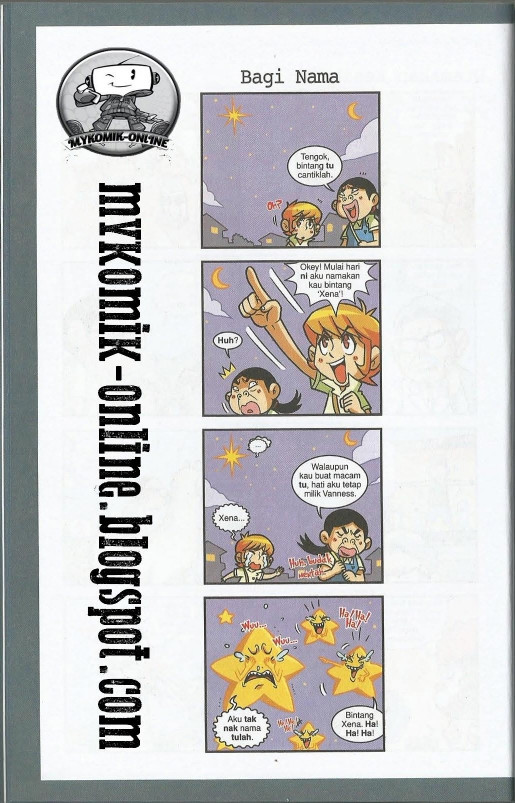 MYKOMIK-ONLINE
mykomik-online.blogspot.com
Bagi Nama
Tengok,
bintang tu
cantiklah.
Oh?
Okey! Mulai hari
ni aku namakan
kau bintang
'Xena'!
Huh?
...
Walaupun
kau buat macam
tu, hati aku tetap
milik Vanness.
Xena...
Huh, budak
mentah...
Wuu...
Wuu...
Ha! Ha!
Ha!
Aku tak
nak nama
tulah.
Hi! Hi!
Hi!
Bintang
Xena. Ha!
Ha! Ha!